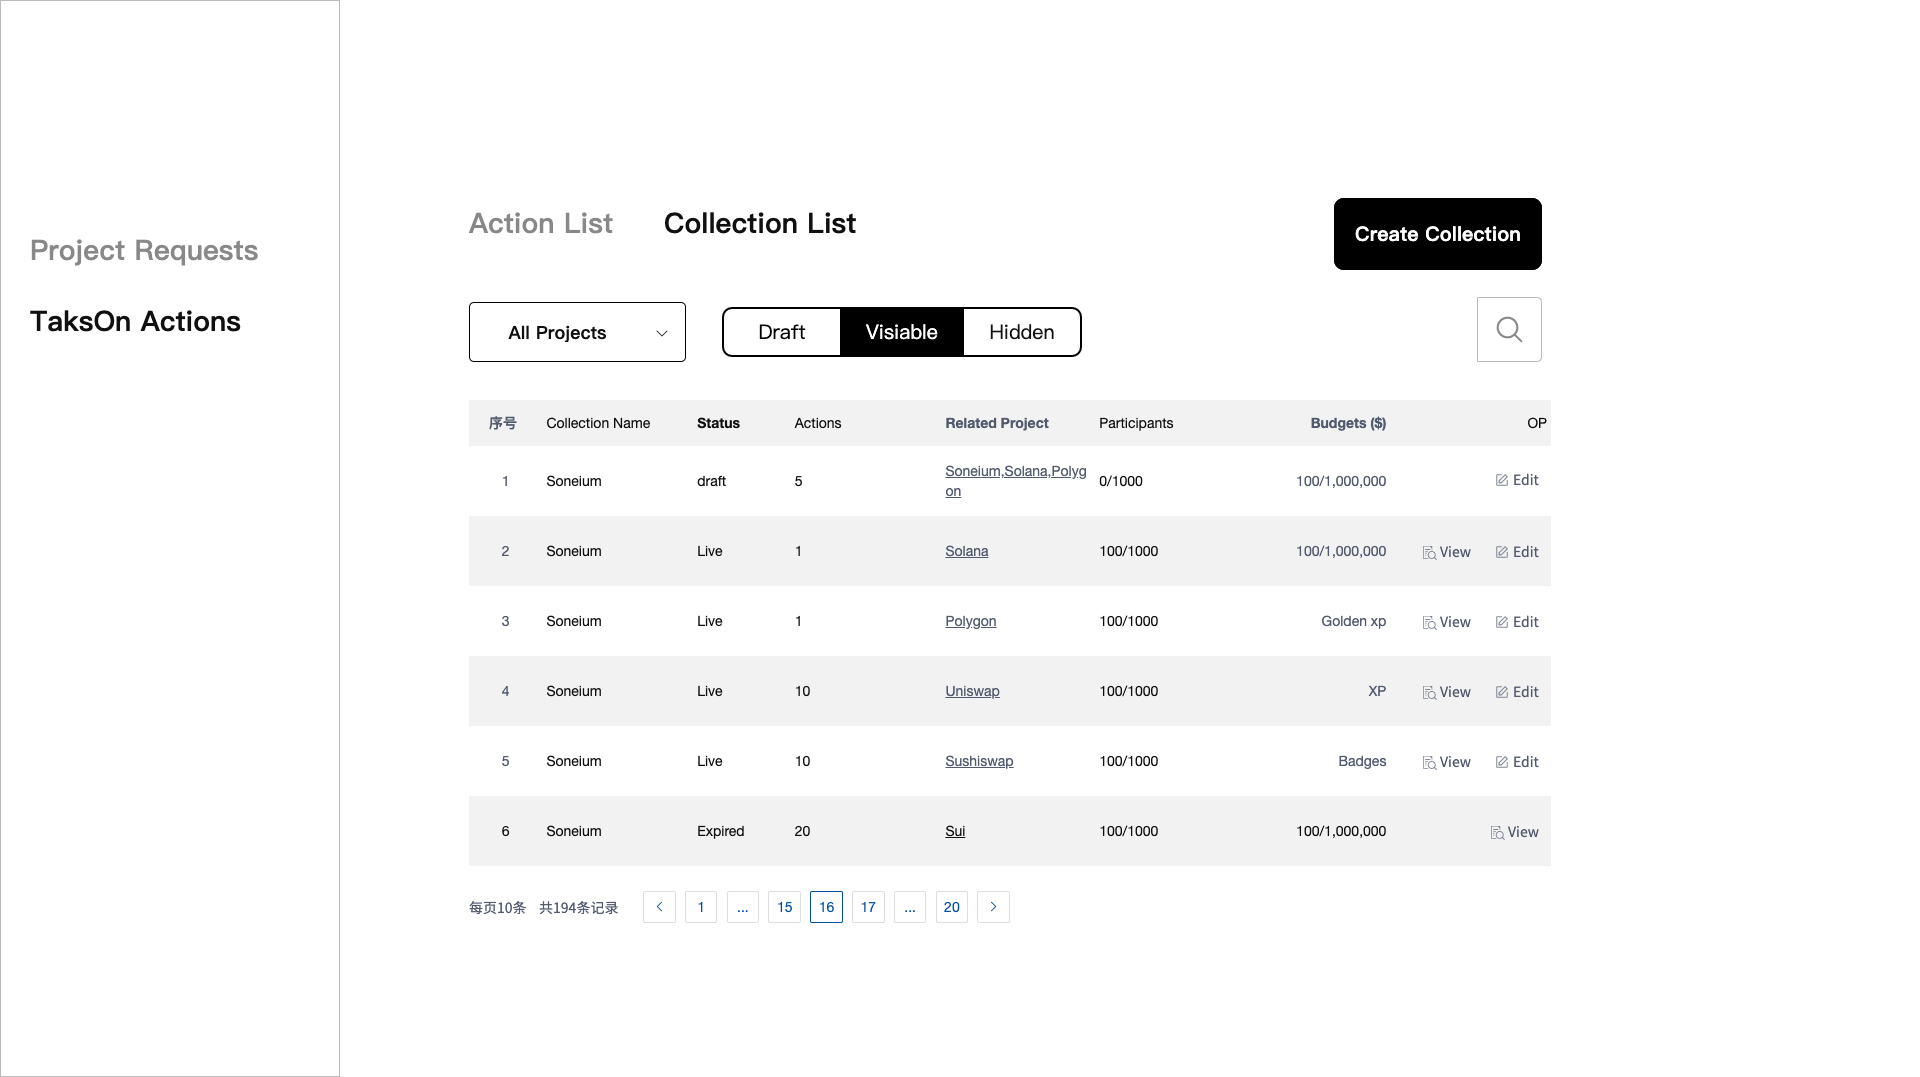 Project Requests
TaksOn Actions
Action List Collection List
Create Collection
All Projects Draft Visiable Hidden
序号 Collection Name Status Actions Related Project Participants Budgets ($) OP
1 Soneium draft 5 Soneium,Solana,Polyg
on 0/1000 100/1,000,000 Edit
2 Soneium Live 1 Solana 100/1000 100/1,000,000 View Edit
3 Soneium Live 1 Polygon 100/1000 Golden xp View Edit
4 Soneium Live 10 Uniswap 100/1000 XP View Edit
5 Soneium Live 10 Sushiswap 100/1000 Badges View Edit
6 Soneium Expired 20 Sui 100/1000 100/1,000,000 View
每页10条 共194条记录 < 1 ... 15 16 17 ... 20 >